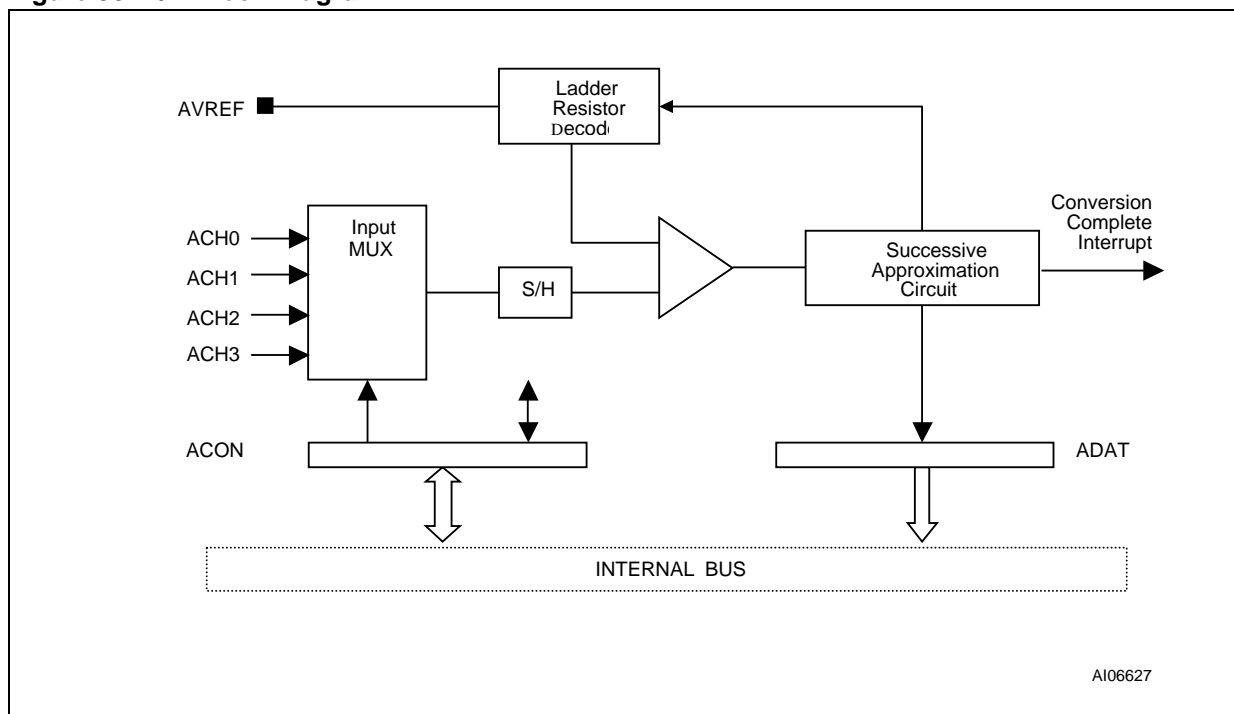 AVREF
Ladder
Resistor
Decod
ACH0
ACH1
ACH2
ACH3
Input
MUX
S/H
Successive
Approximation
Circuit
Conversion
Complete
Interrupt
ACON
ADAT
INTERNAL BUS
AI06627